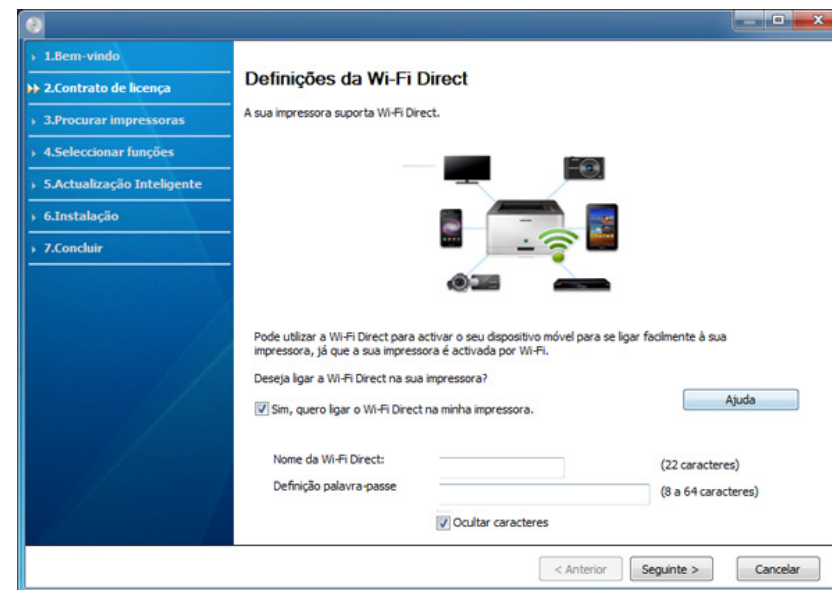 1.Bem-vindo
2.Contrato de licença
3.Procurar impressoras
4.Seleccionar funções
5.Actualização Inteligente
6.Instalação
7.Concluir
Definições da Wi-Fi Direct
A sua impressora suporta Wi-Fi Direct.
Pode utilizar a Wi-Fi Direct para activar o seu dispositivo móvel para se ligar facilmente à sua
impressora, já que a sua impressora é activada por Wi-Fi.
Deseja ligar a Wi-Fi Direct na sua impressora?
Sim, quero ligar o Wi-Fi Direct na minha impressora.
Ajuda
Nome da Wi-Fi Direct:
(22 caracteres)
Definição palavra-passe
(8 a 64 caracteres)
Ocultar caracteres
< Anterior
Seguinte >
Cancelar